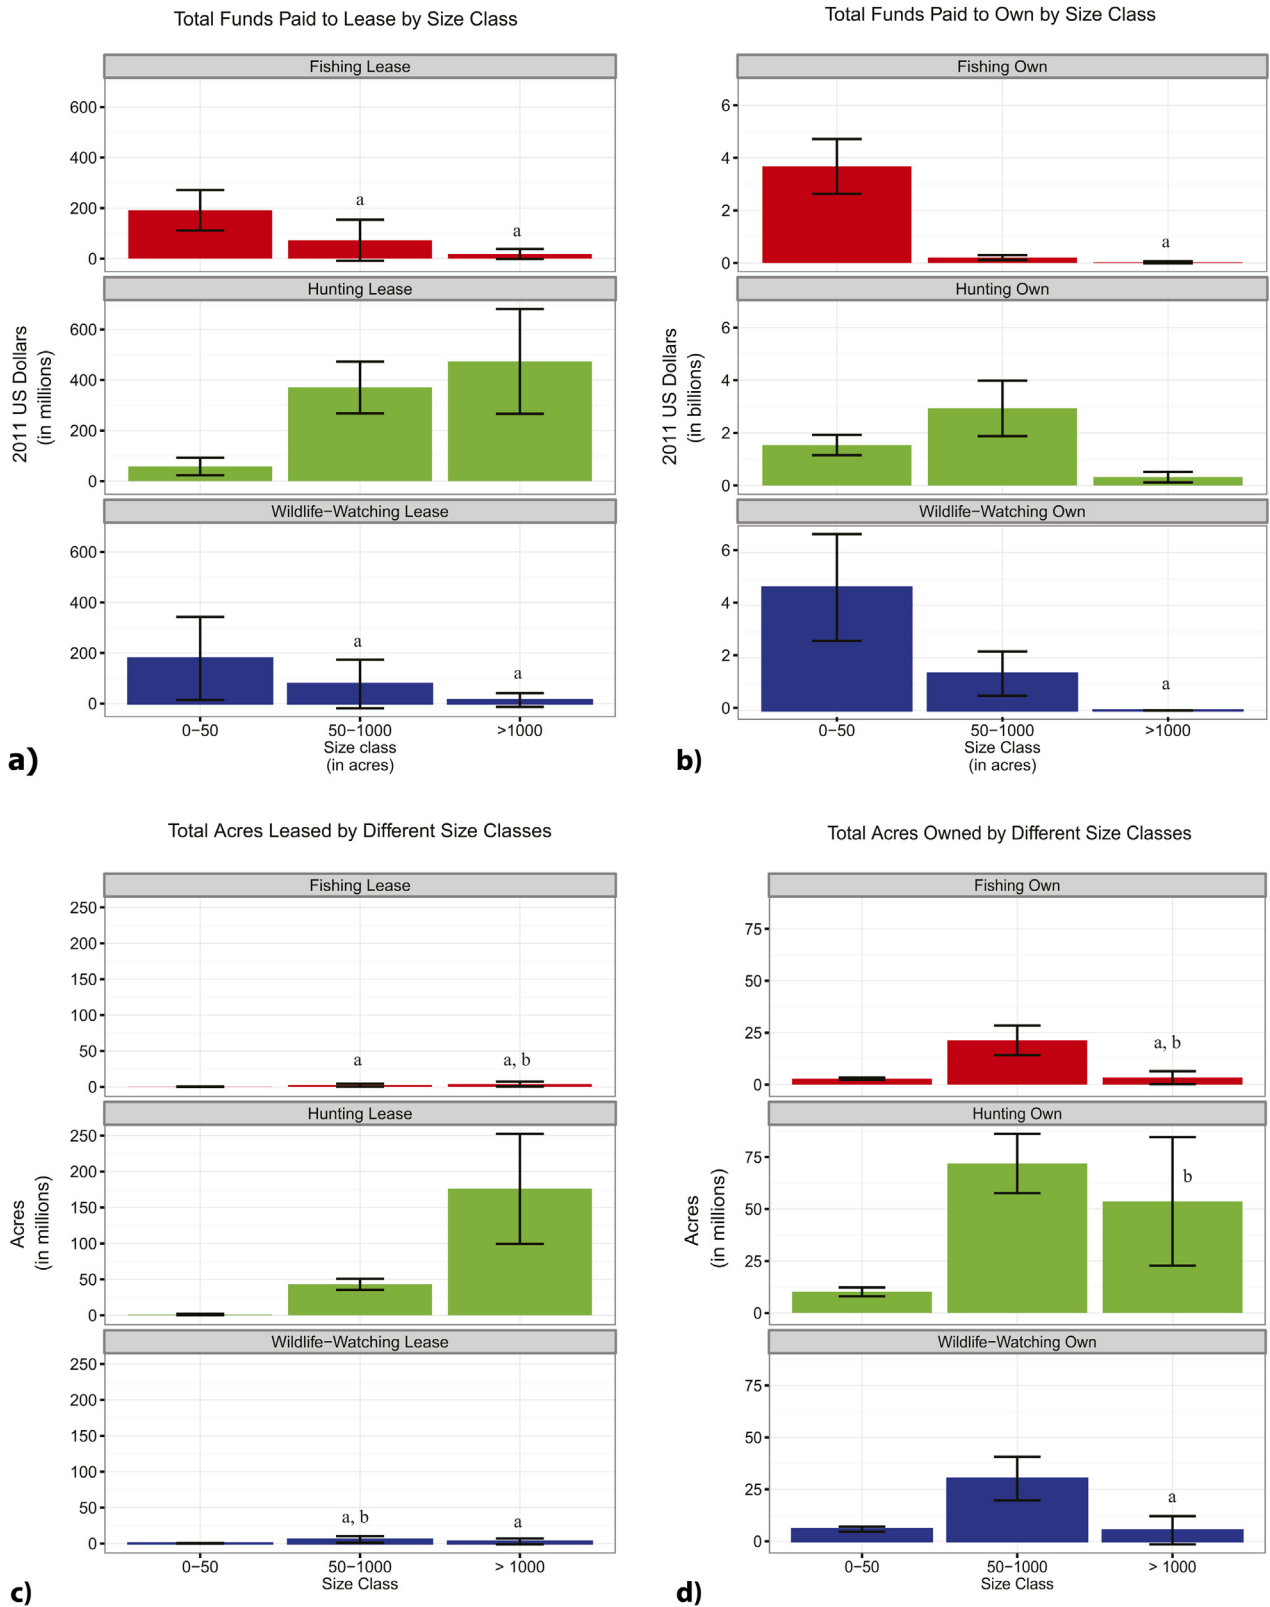 Total Funds Paid to Lease by Size Class
Fishing Lease
600
400
200
0
a
a
Hunting Lease
600
400
200
0
2011 US Dollars
(in millions)
Wildlife−Watching Lease
600
400
200
0
a
a
0−50
50−1000
>1000
Size class
(in acres)
a)
Total Funds Paid to Own by Size Class
Fishing Own
6
4
2
0
a
Hunting Own
6
4
2
0
2011 US Dollars
(in billions)
Wildlife−Watching Own
6
4
2
0
a
0−50
50−1000
>1000
Size Class
(in acres)
b)
Total Acres Leased by Different Size Classes
Fishing Lease
250
200
150
100
50
0
a
a, b
Hunting Lease
250
200
150
100
50
0
Acres
(in millions)
Wildlife−Watching Lease
250
200
150
100
50
0
a, b
a
0−50
50−1000
> 1000
Size Class
c)
Total Acres Owned by Different Size Classes
Fishing Own
75
50
25
0
a, b
Hunting Own
75
50
25
0
b
Acres
(in millions)
Wildlife−Watching Own
75
50
25
0
a
0−50
50−1000
> 1000
Size Class
d)